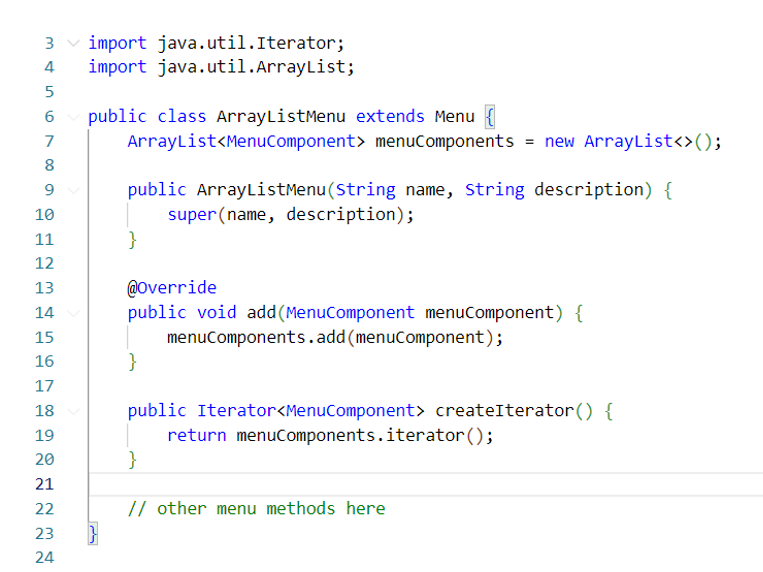 3 import java.util.Iterator;
4 import java.util.ArrayList;
5
6 public class ArrayListMenu extends Menu {
7     ArrayList<MenuComponent> menuComponents = new ArrayList<>();
8
9     public ArrayListMenu(String name, String description) {
10         super(name, description);
11     }
12
13     @Override
14     public void add(MenuComponent menuComponent) {
15         menuComponents.add(menuComponent);
16     }
17
18     public Iterator<MenuComponent> createIterator() {
19         return menuComponents.iterator();
20     }
21
22     // other menu methods here
23 }
24